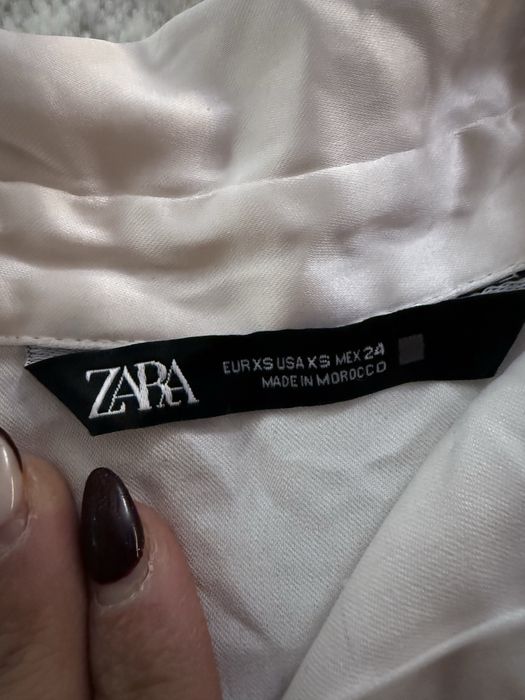 ZARA
EUR XS USA XS MEX 24
MADE IN MOROCCO